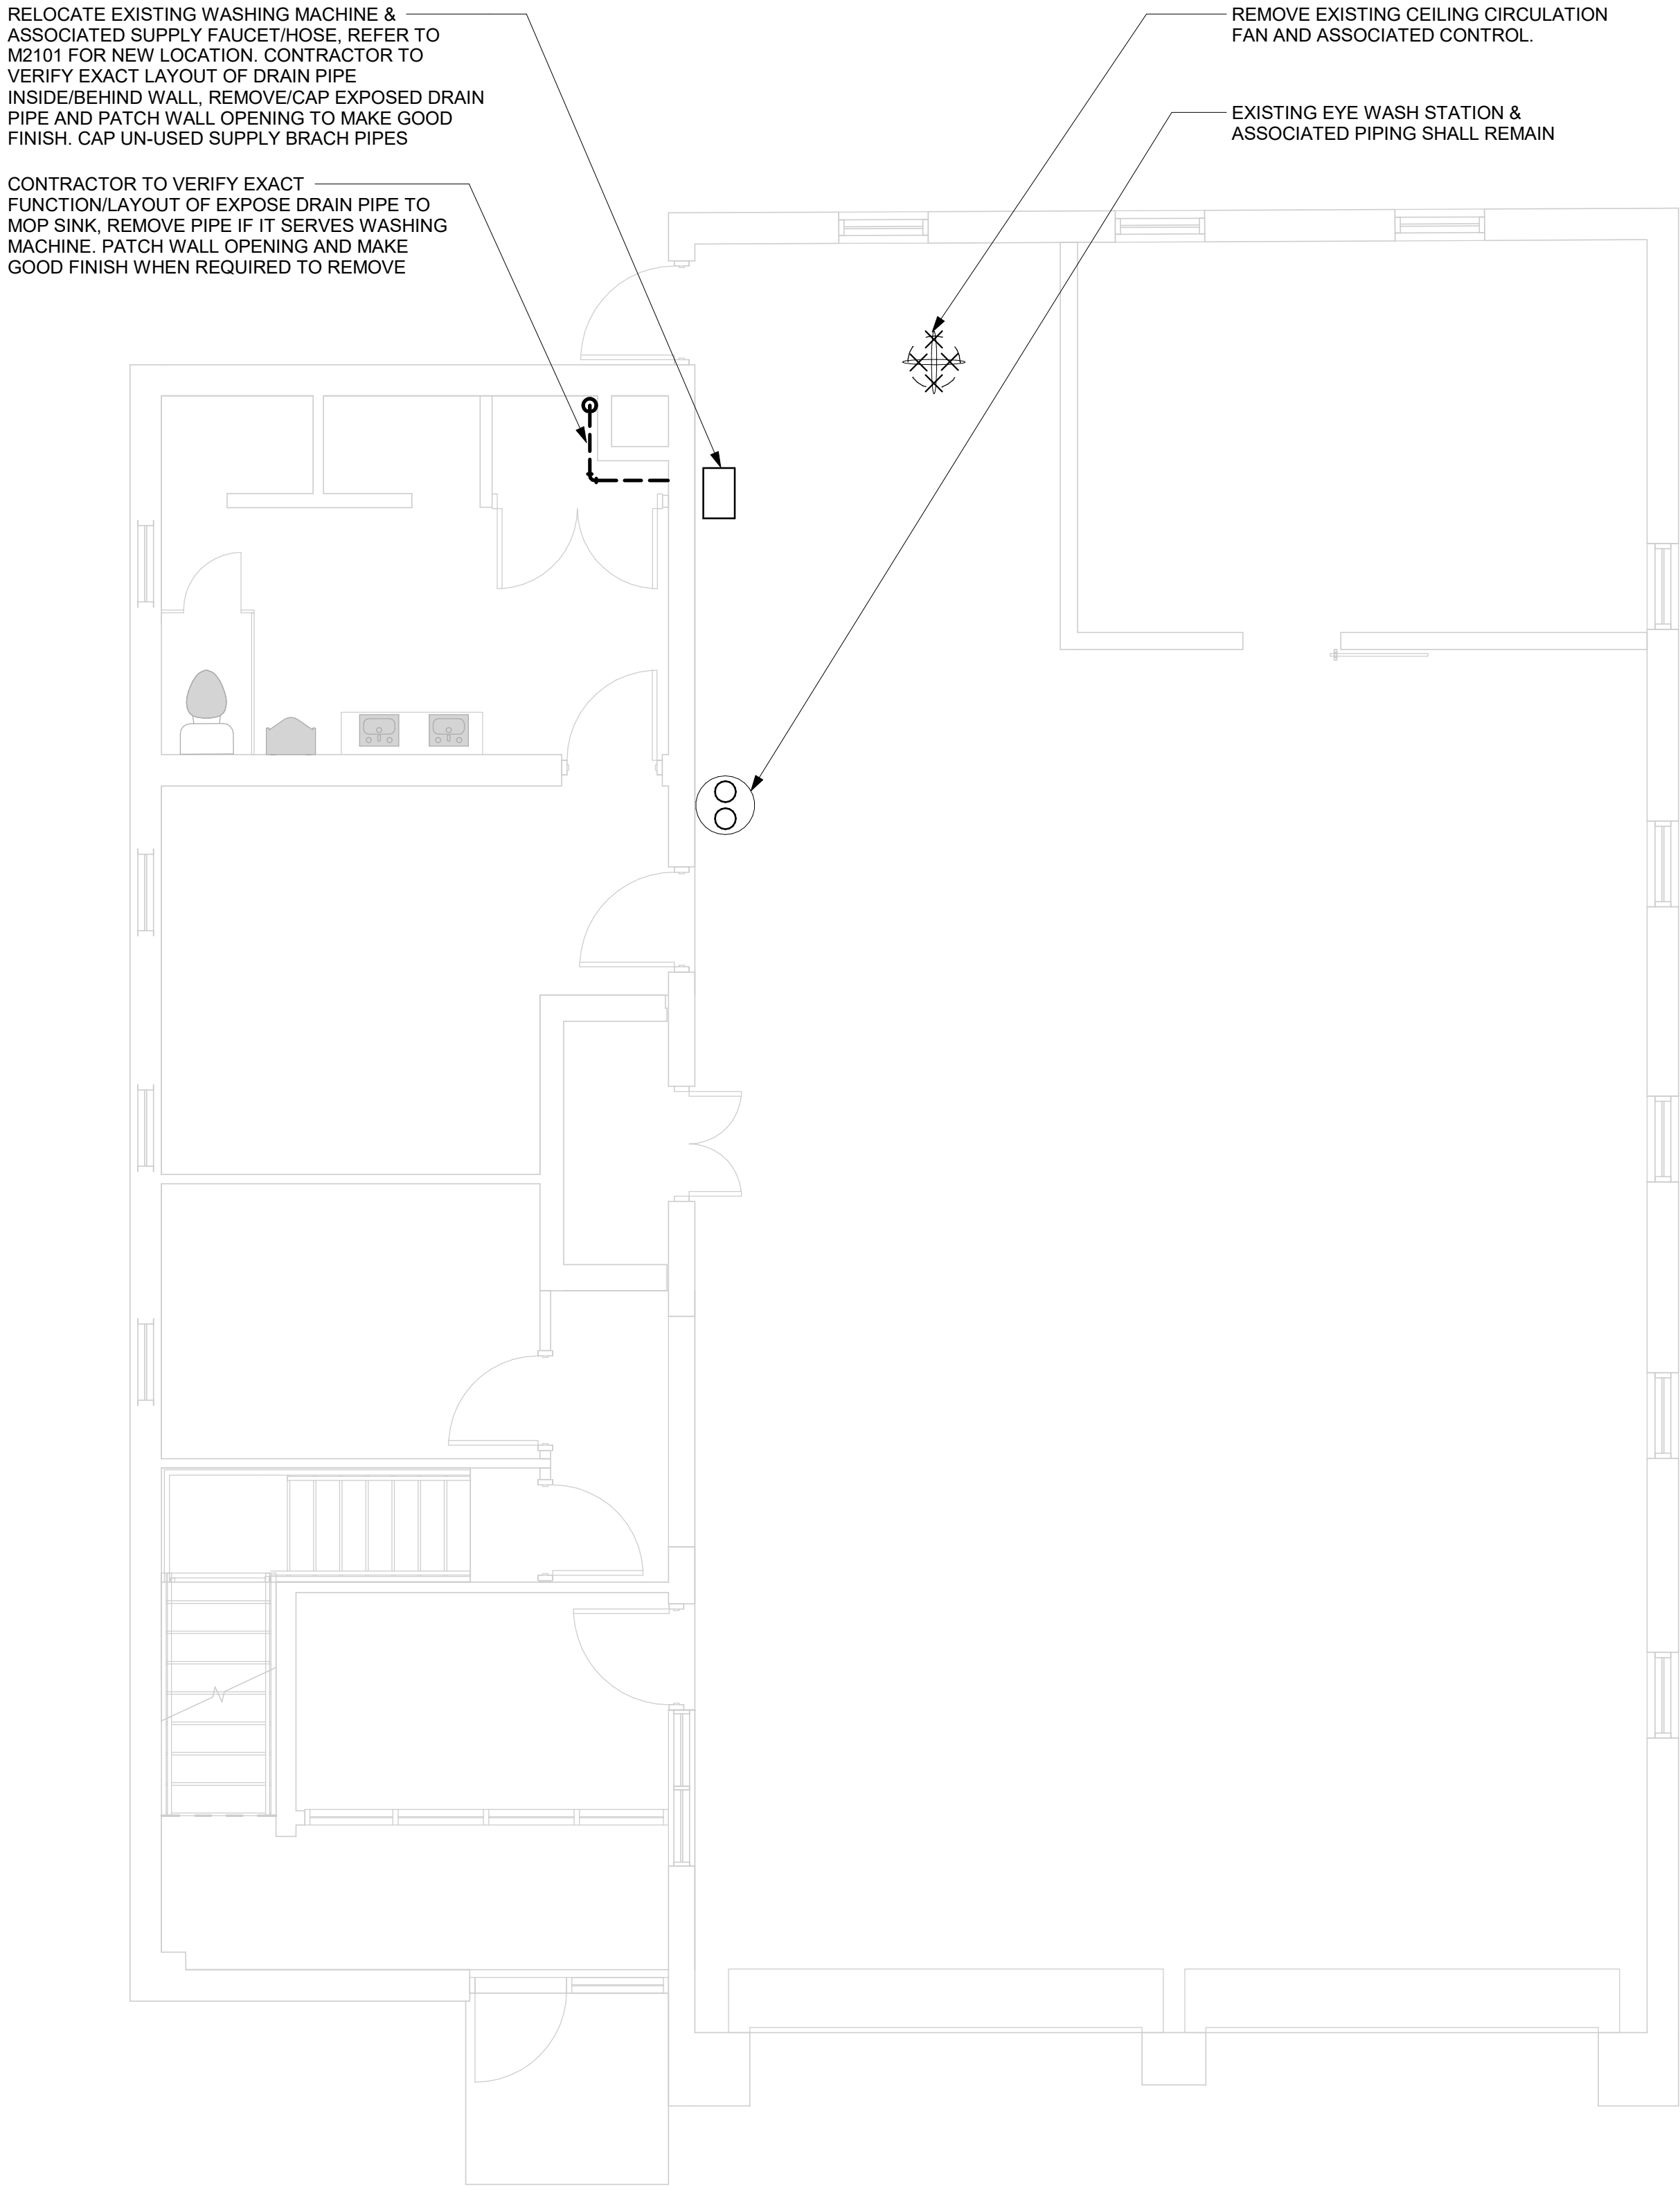 RELOCATE EXISTING WASHING MACHINE &
ASSOCIATED SUPPLY FAUCET/HOSE, REFER TO
M2101 FOR NEW LOCATION. CONTRACTOR TO
VERIFY EXACT LAYOUT OF DRAIN PIPE
INSIDE/BEHIND WALL, REMOVE/CAP EXPOSED DRAIN
PIPE AND PATCH WALL OPENING TO MAKE GOOD
FINISH. CAP UN-USED SUPPLY BRACH PIPES
CONTRACTOR TO VERIFY EXACT
FUNCTION/LAYOUT OF EXPOSE DRAIN PIPE TO
MOP SINK, REMOVE PIPE IF IT SERVES WASHING
MACHINE. PATCH WALL OPENING AND MAKE
GOOD FINISH WHEN REQUIRED TO REMOVE
REMOVE EXISTING CEILING CIRCULATION
FAN AND ASSOCIATED CONTROL.
EXISTING EYE WASH STATION &
ASSOCIATED PIPING SHALL REMAIN